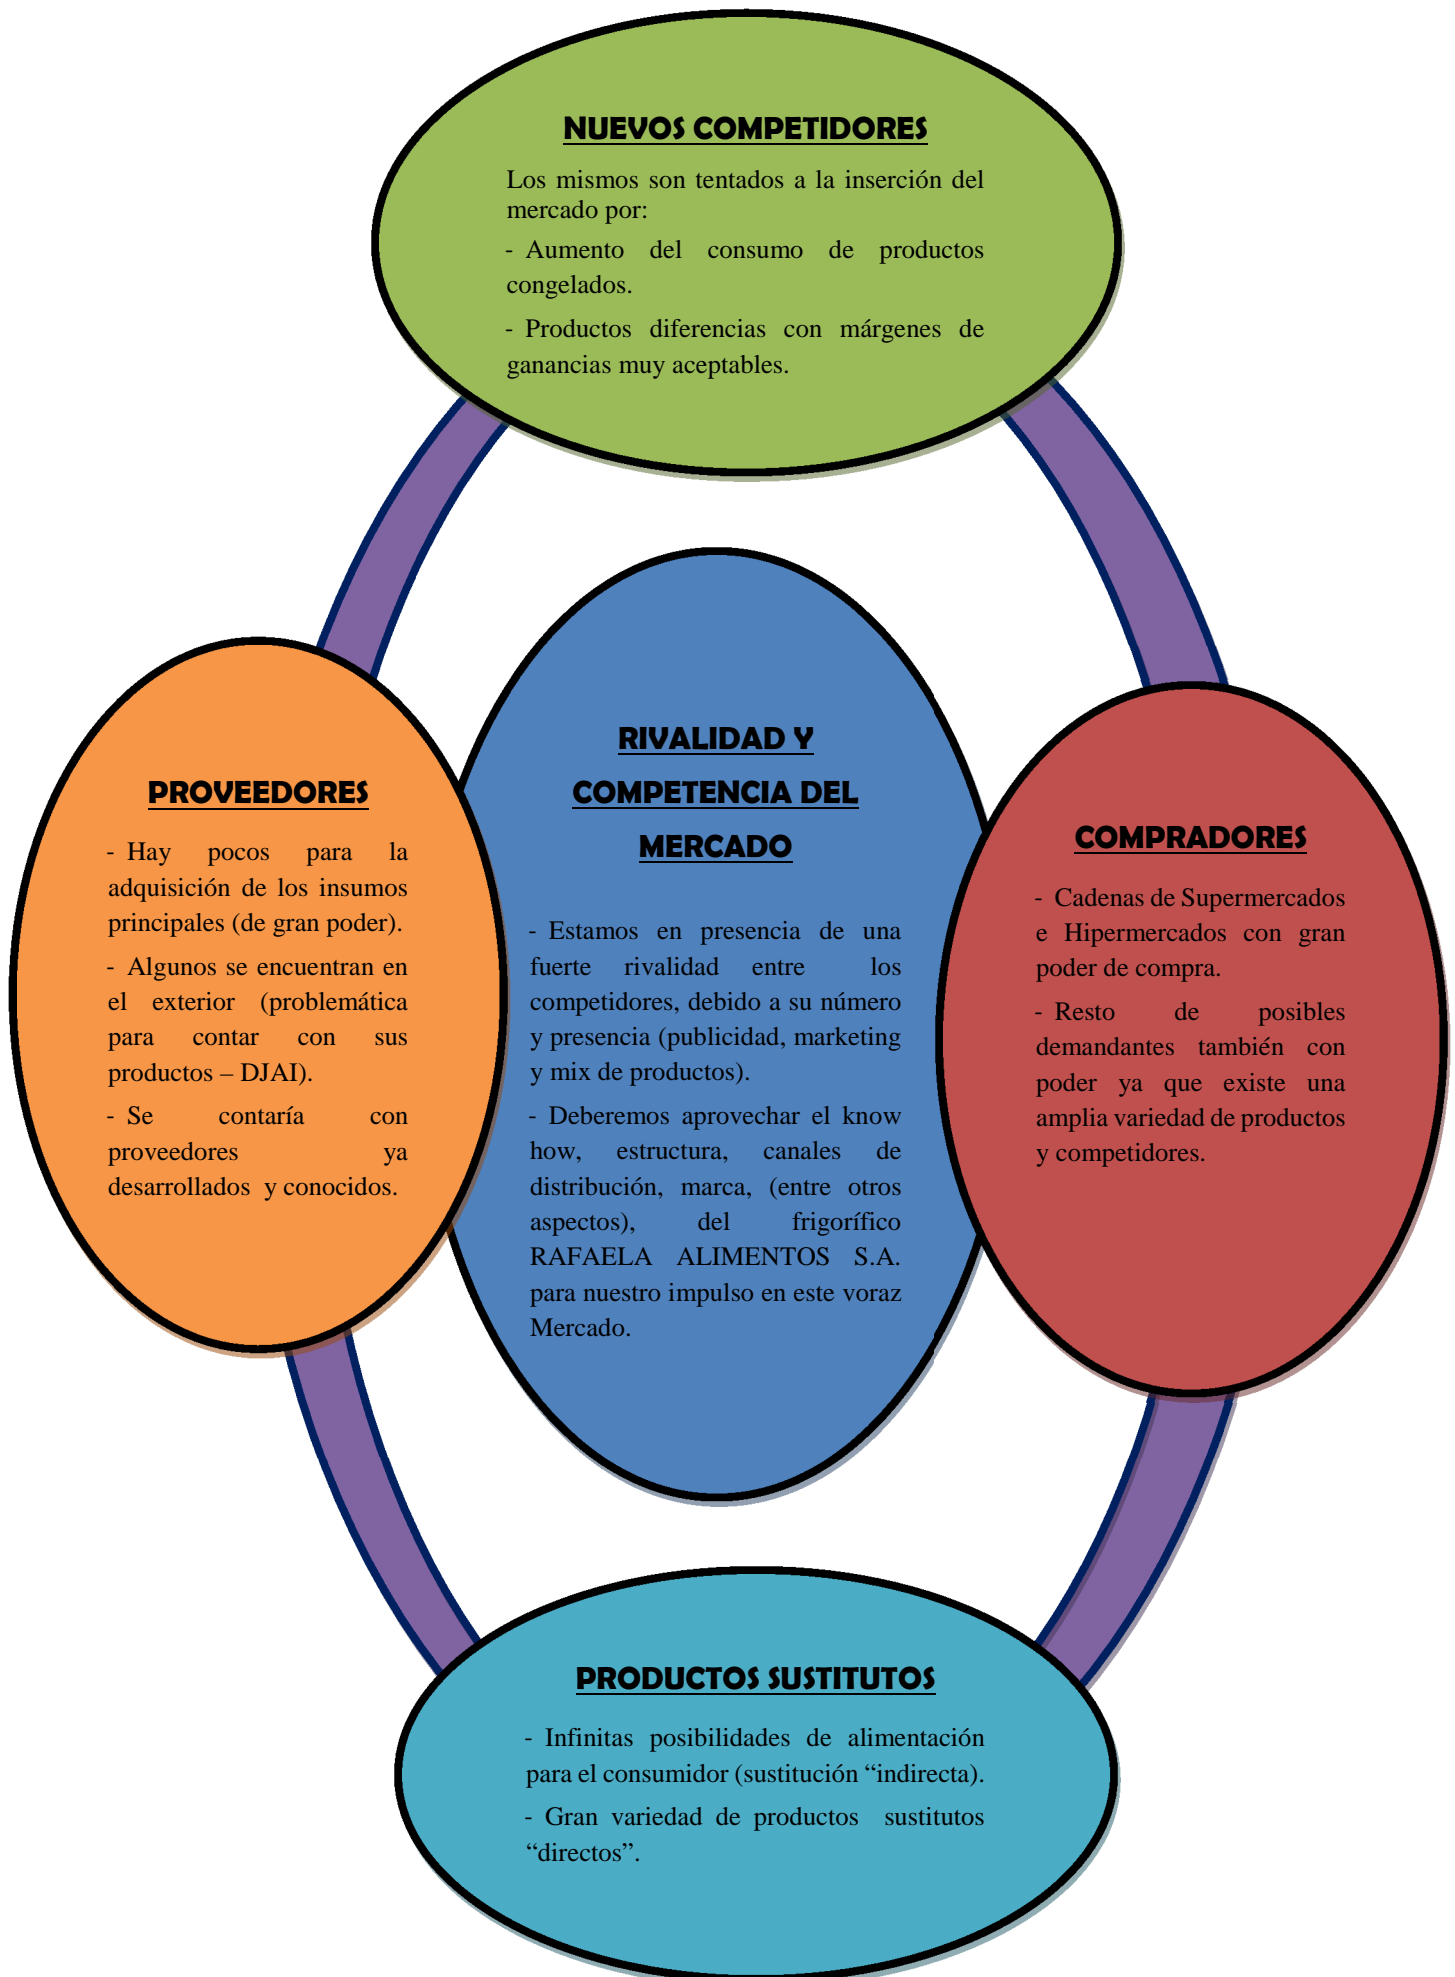 NUEVOS COMPETIDORES
Los mismos son tentados a la inserción del
mercado por:
- Aumento del consumo de productos
congelados.
- Productos diferencias con márgenes de
ganancias muy aceptables.
PROVEEDORES
- Hay pocos para la
adquisición de los insumos
principales (de gran poder).
- Algunos se encuentran en
el exterior (problemática
para contar con sus
productos – DJAI).
- Se contaría con
proveedores ya
desarrollados y conocidos.
RIVALIDAD Y
COMPETENCIA DEL
MERCADO
- Estamos en presencia de una
fuerte rivalidad entre los
competidores, debido a su número
y presencia (publicidad, marketing
y mix de productos).
- Deberemos aprovechar el know
how, estructura, canales de
distribución, marca, (entre otros
aspectos), del frigorífico
RAFAELA ALIMENTOS S.A.
para nuestro impulso en este voraz
Mercado.
COMPRADORES
- Cadenas de Supermercados
e Hipermercados con gran
poder de compra.
- Resto de posibles
demandantes también con
poder ya que existe una
amplia variedad de productos
y competidores.
PRODUCTOS SUSTITUTOS
- Infinitas posibilidades de alimentación
para el consumidor (sustitución “indirecta).
- Gran variedad de productos sustitutos
“directos”.